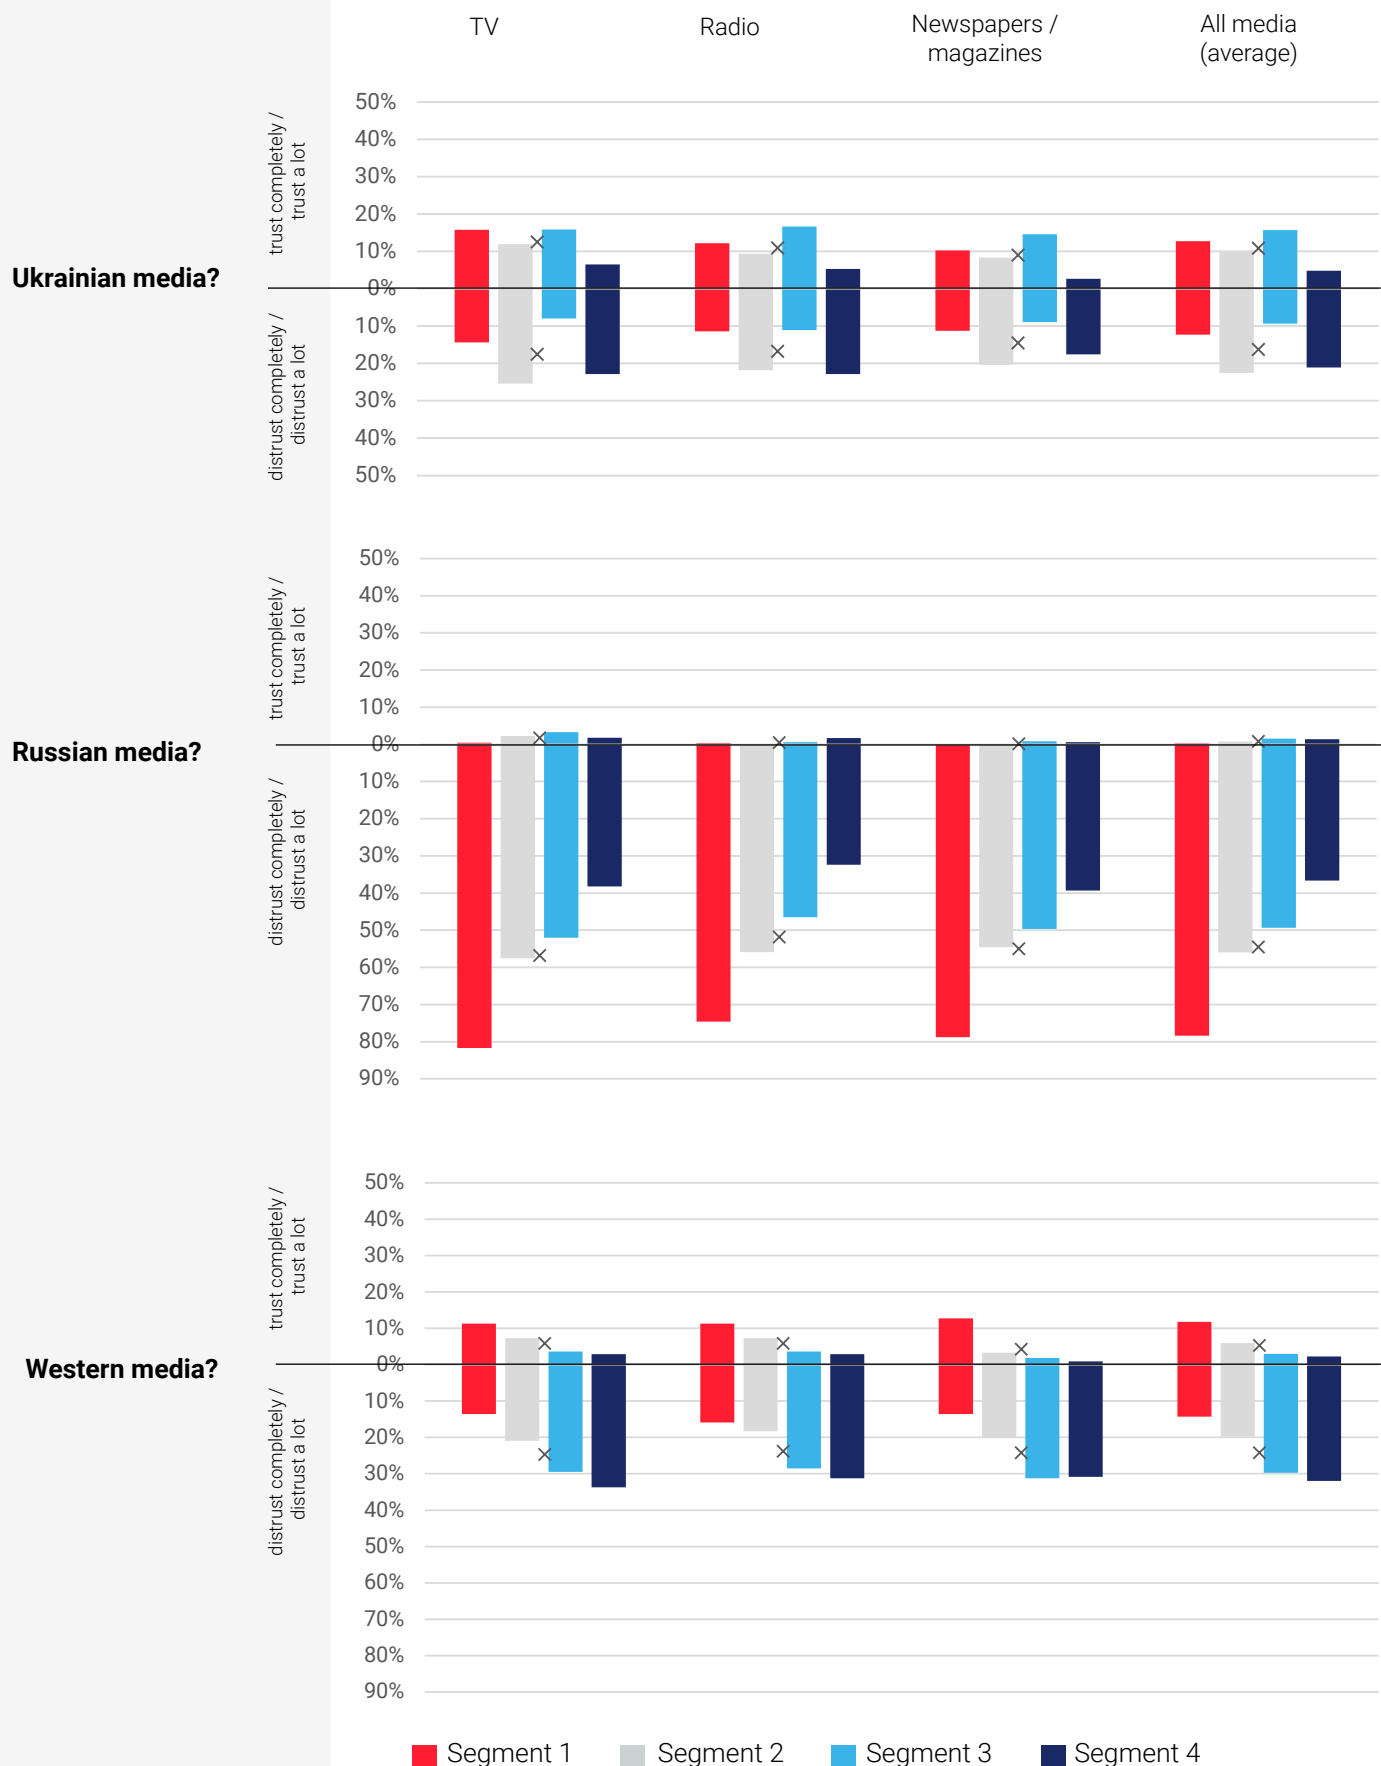 TV
Radio
Newspapers /
magazines
All media
(average)
Ukrainian media?
trust completely /
trust a lot
distrust completely /
distrust a lot
50%
40%
30%
20%
10%
0%
10%
20%
30%
40%
50%
Russian media?
trust completely /
trust a lot
distrust completely /
distrust a lot
50%
40%
30%
20%
10%
0%
10%
20%
30%
40%
50%
60%
70%
80%
90%
Western media?
trust completely /
trust a lot
distrust completely /
distrust a lot
50%
40%
30%
20%
10%
0%
10%
20%
30%
40%
50%
60%
70%
80%
90%
Segment 1
Segment 2
Segment 3
Segment 4